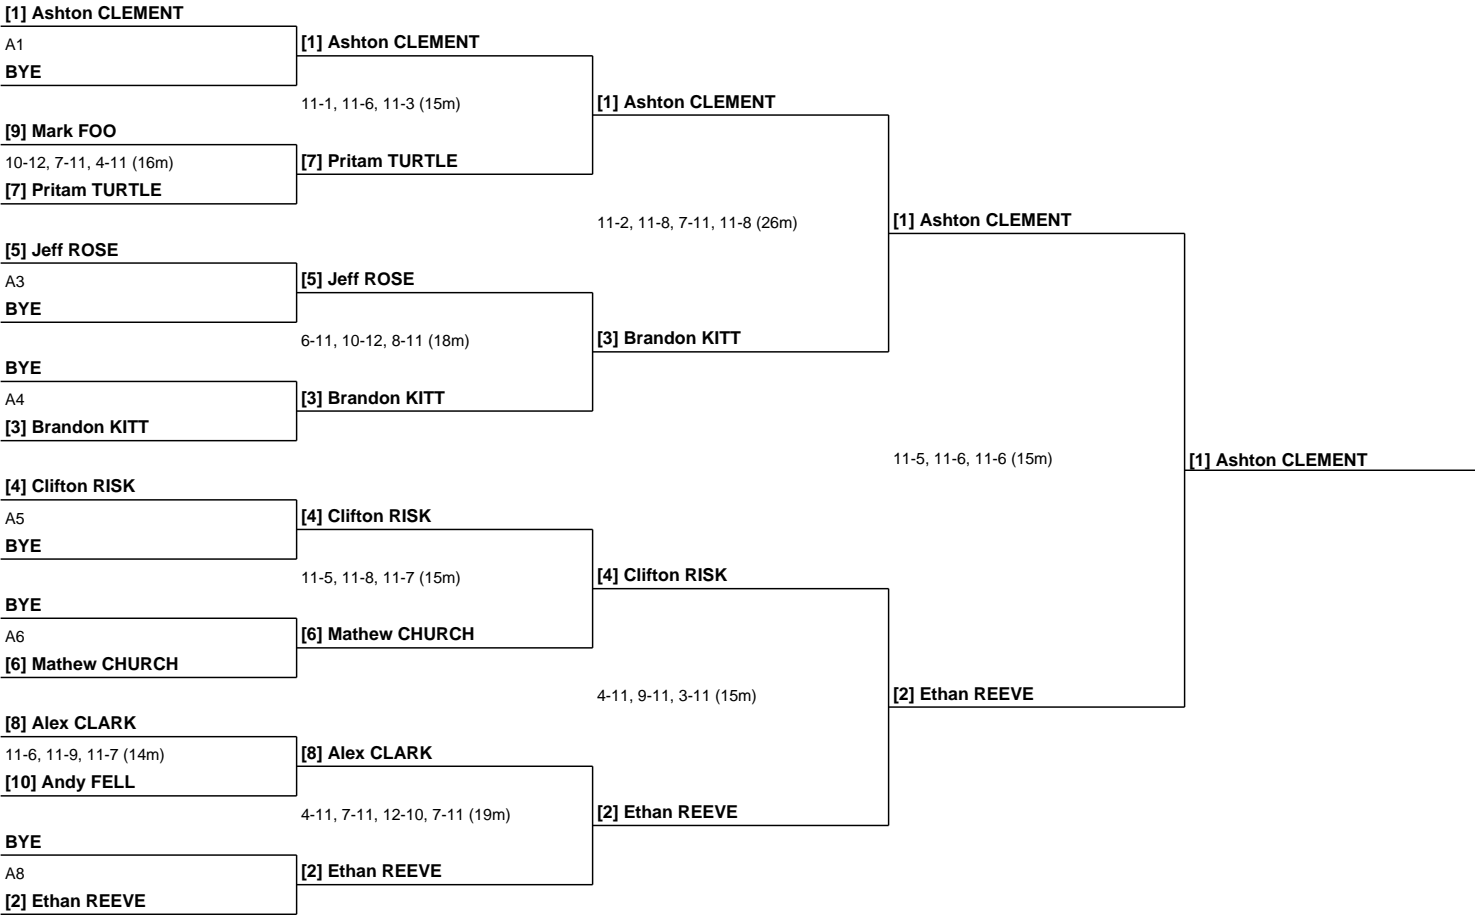 [1] Ashton CLEMENT
A1
BYE
[9] Mark FOO
10-12, 7-11, 4-11 (16m)
[7] Pritam TURTLE
[5] Jeff ROSE
A3
BYE
BYE
A4
[3] Brandon KITT
[4] Clifton RISK
A5
BYE
BYE
A6
[6] Mathew CHURCH
[8] Alex CLARK
11-6, 11-9, 11-7 (14m)
[10] Andy FELL
BYE
A8
[2] Ethan REEVE
[1] Ashton CLEMENT
11-1, 11-6, 11-3 (15m)
[7] Pritam TURTLE
[5] Jeff ROSE
6-11, 10-12, 8-11 (18m)
[3] Brandon KITT
[4] Clifton RISK
11-5, 11-8, 11-7 (15m)
[6] Mathew CHURCH
[8] Alex CLARK
4-11, 7-11, 12-10, 7-11 (19m)
[2] Ethan REEVE
[1] Ashton CLEMENT
11-2, 11-8, 7-11, 11-8 (26m)
[3] Brandon KITT
[4] Clifton RISK
4-11, 9-11, 3-11 (15m)
[2] Ethan REEVE
[1] Ashton CLEMENT
11-5, 11-6, 11-6 (15m)
[2] Ethan REEVE
[1] Ashton CLEMENT